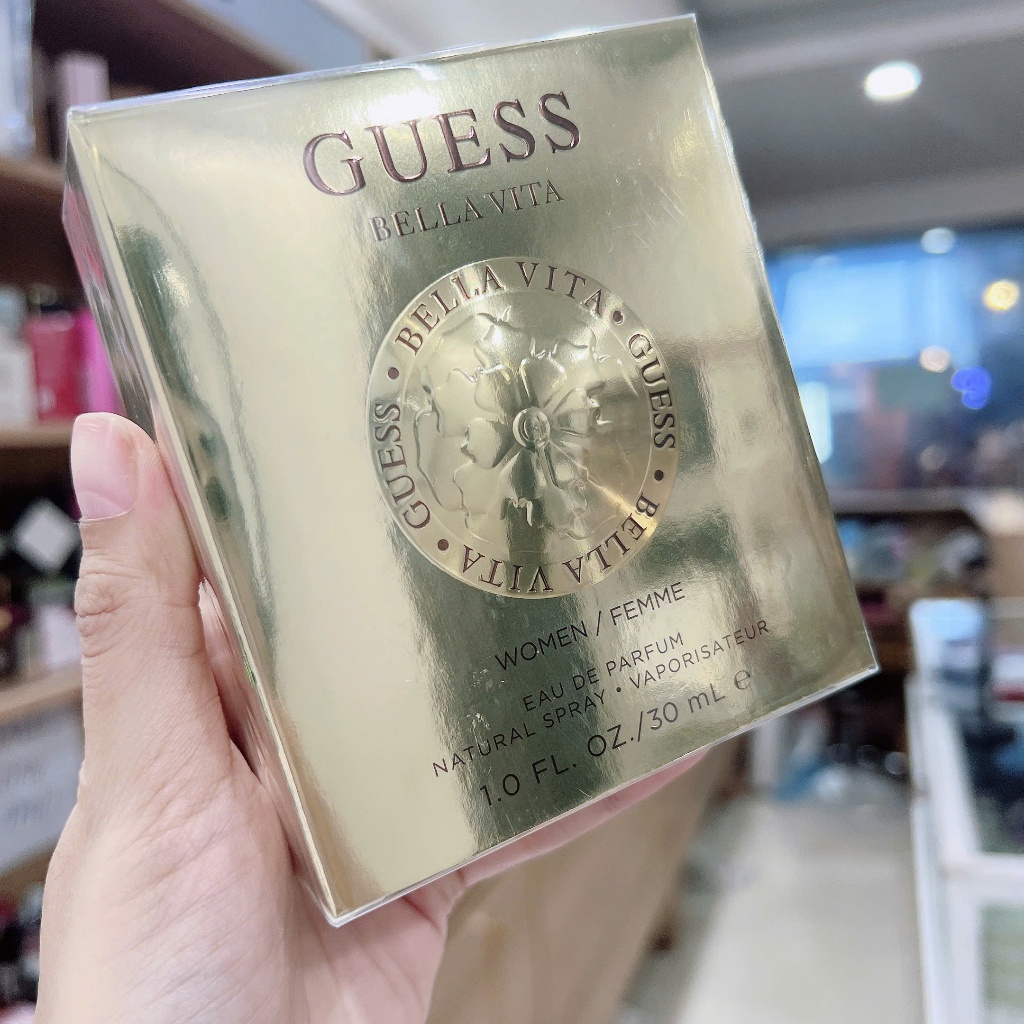 GUESS
BELLA VITA
BELLA VITA • GUESS • BELLA VITA • GUESS •
WOMEN / FEMME
EAU DE PARFUM
NATURAL SPRAY • VAPORISATEUR
1.0 FL. OZ./30 mL ℮